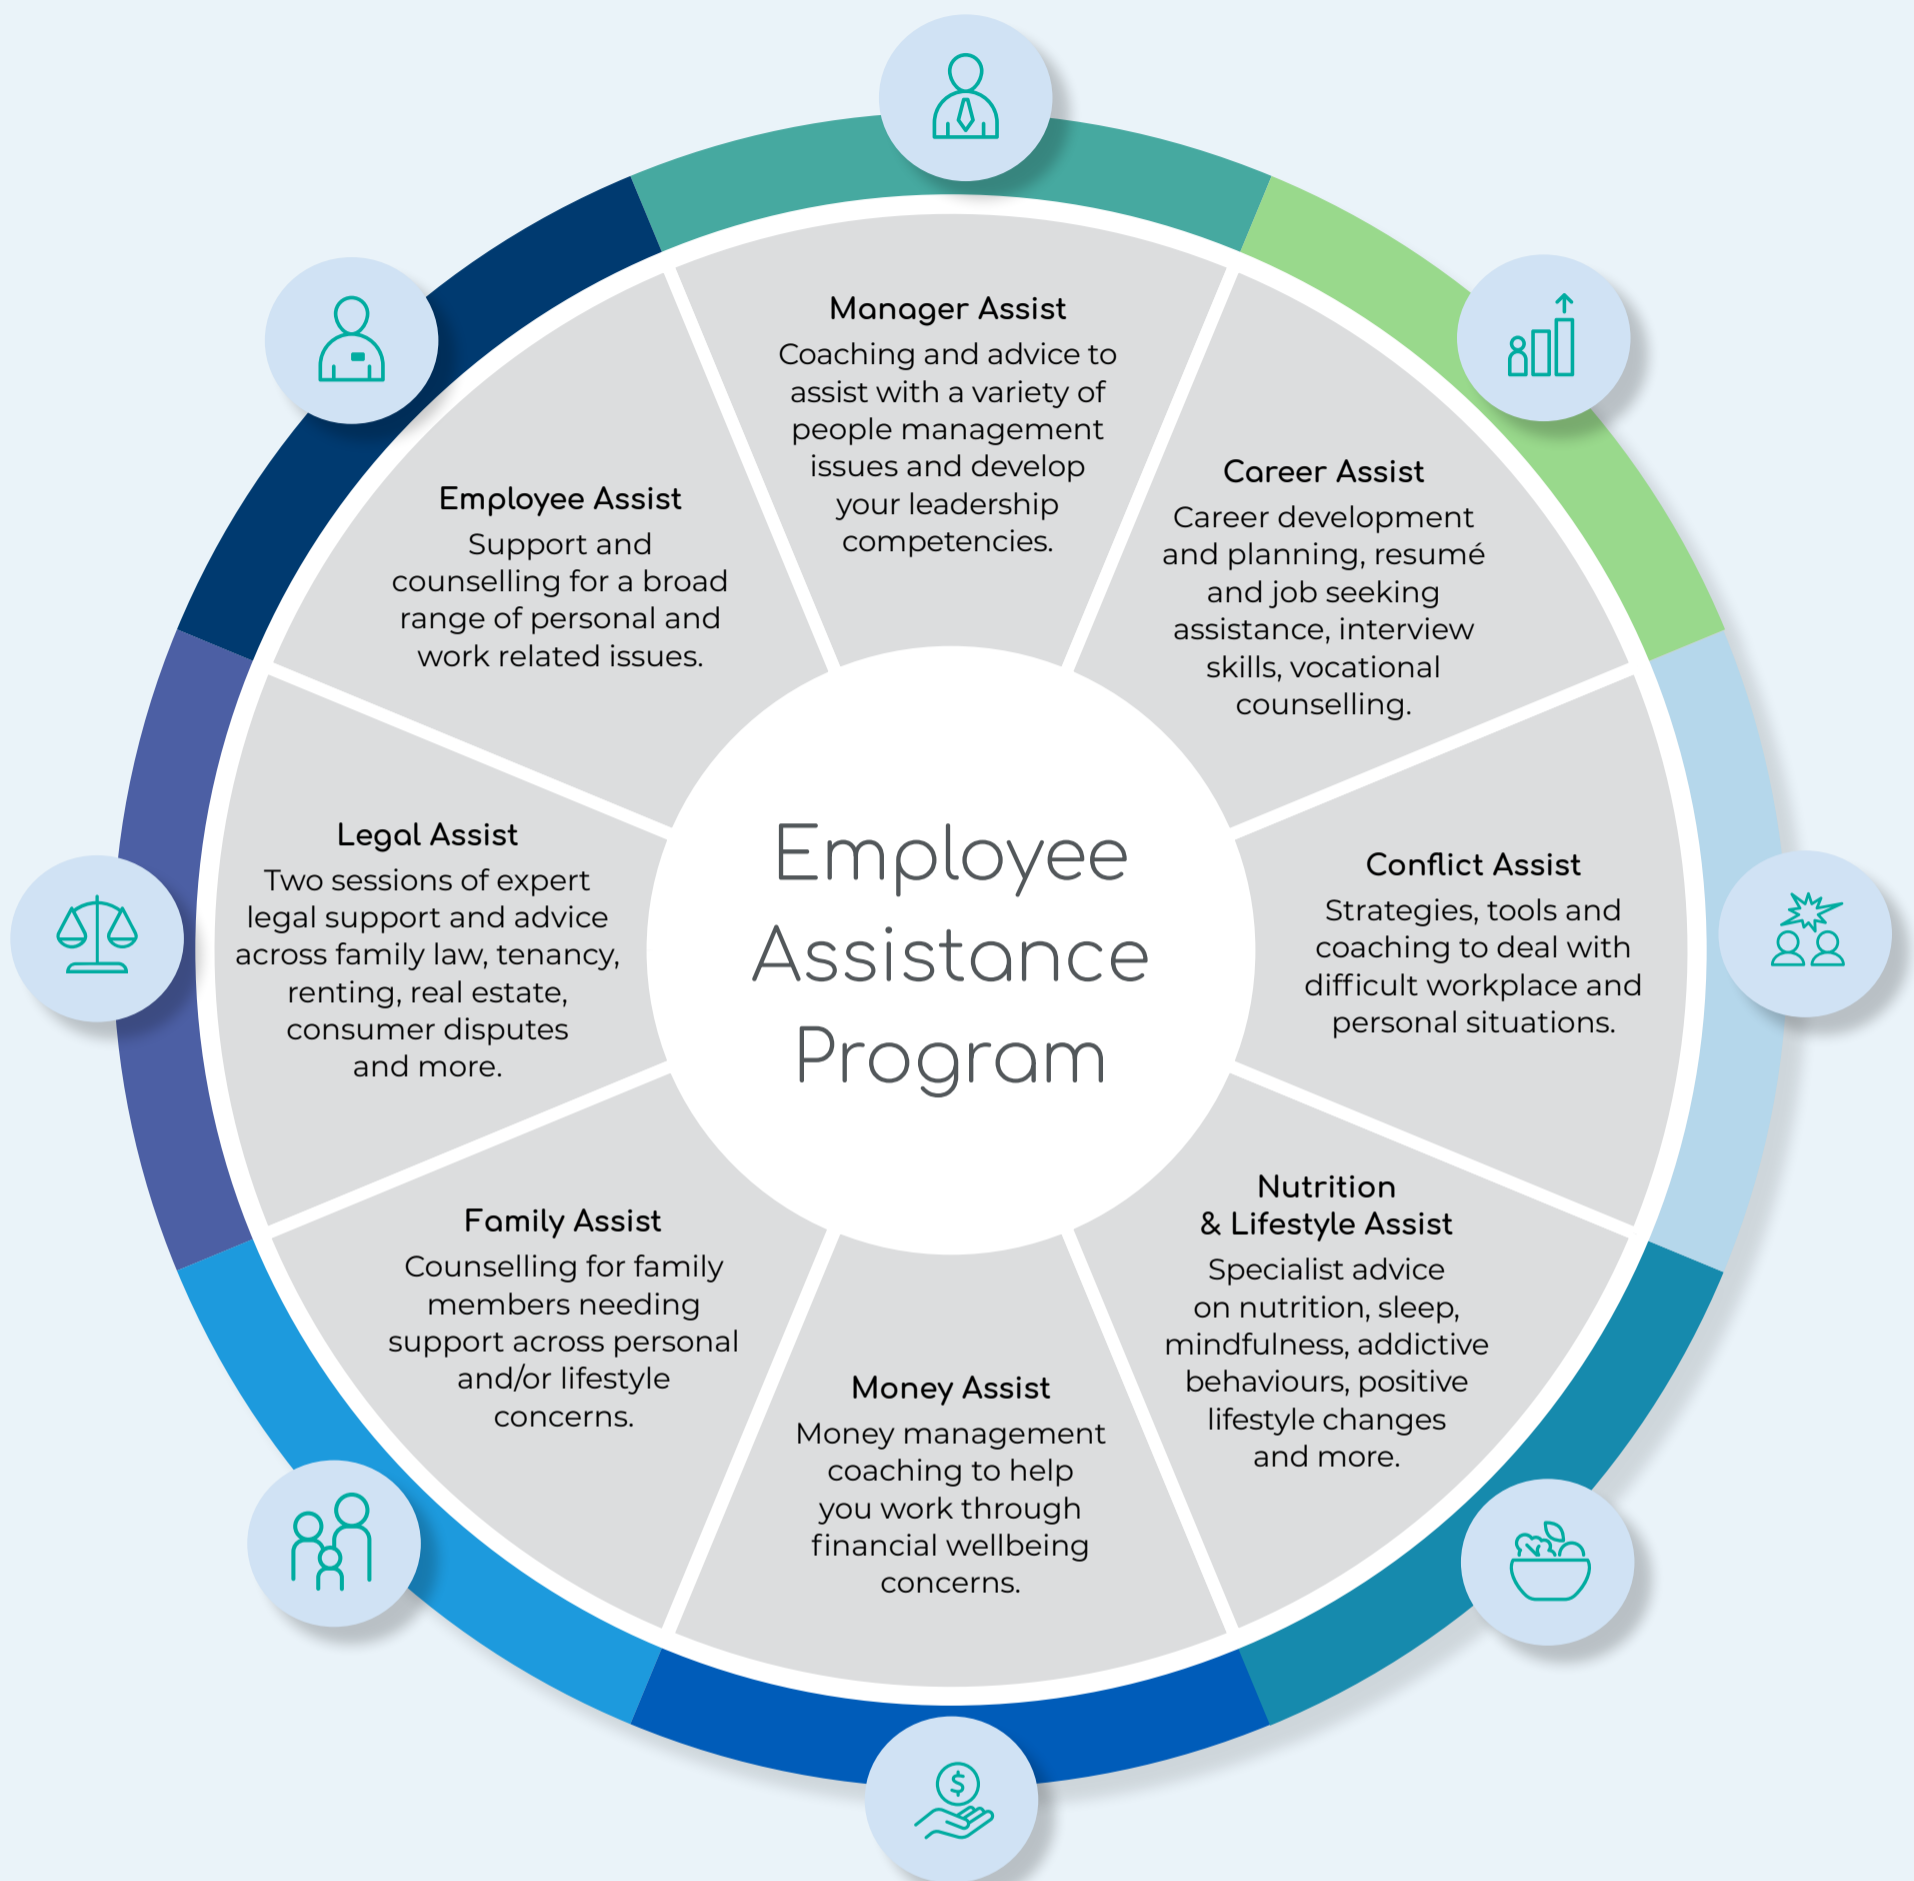 Manager Assist
Coaching and advice to
assist with a variety of
people management
issues and develop
your leadership
competencies.
Career Assist
Career development
and planning, resumé
and job seeking
assistance, interview
skills, vocational
counselling.
Conflict Assist
Strategies, tools and
coaching to deal with
difficult workplace and
personal situations.
Nutrition
& Lifestyle Assist
Specialist advice
on nutrition, sleep,
mindfulness, addictive
behaviours, positive
lifestyle changes
and more.
Money Assist
Money management
coaching to help
you work through
financial wellbeing
concerns.
Family Assist
Counselling for family
members needing
support across personal
and/or lifestyle
concerns.
Legal Assist
Two sessions of expert
legal support and advice
across family law, tenancy,
renting, real estate,
consumer disputes
and more.
Employee Assist
Support and
counselling for a broad
range of personal and
work related issues.
Employee
Assistance
Program
$